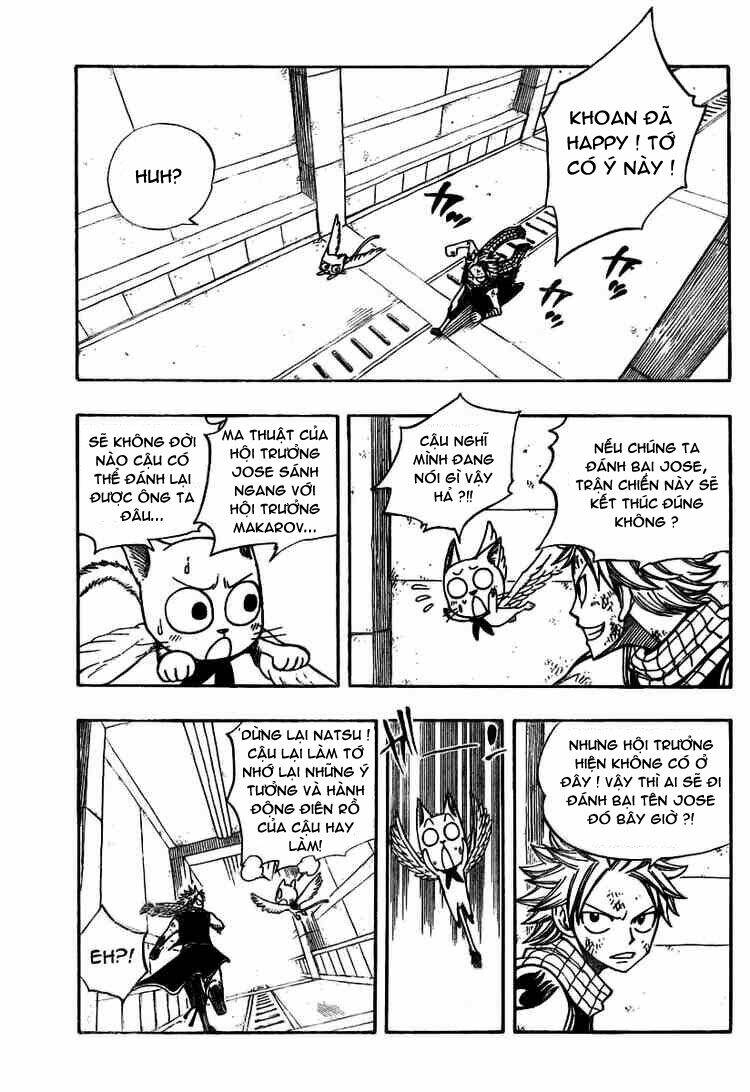 KHOAN ĐÃ
HAPPY ! TỚ
CÓ Ý NÀY !
HUH?
NẾU CHÚNG TA
ĐÁNH BẠI JOSE,
TRẬN CHIẾN NÀY SẼ
KẾT THÚC ĐÚNG
KHÔNG ?
CẬU NGHĨ
MÌNH ĐANG
NÓI GÌ VẬY
HẢ ?!!
MA THUẬT CỦA
HỘI TRƯỞNG
JOSE SÁNH
NGANG VỚI
HỘI TRƯỞNG
MAKAROV...
SẼ KHÔNG ĐỜI
NÀO CẬU CÓ
THỂ ĐÁNH LẠI
ĐƯỢC ÔNG TA
ĐÂU...
NHƯNG HỘI TRƯỞNG
HIỆN KHÔNG CÓ Ở
ĐÂY ! VẬY THÌ AI SẼ ĐI
ĐÁNH BẠI TÊN JOSE
ĐÓ BÂY GIỜ ?!
DỪNG LẠI NATSU !
CẬU LẠI LÀM TỚ
NHỚ LẠI NHỮNG Ý
TƯỞNG VÀ HÀNH
ĐỘNG ĐIÊN RỒ
CỦA CẬU HAY
LÀM!
EH?!